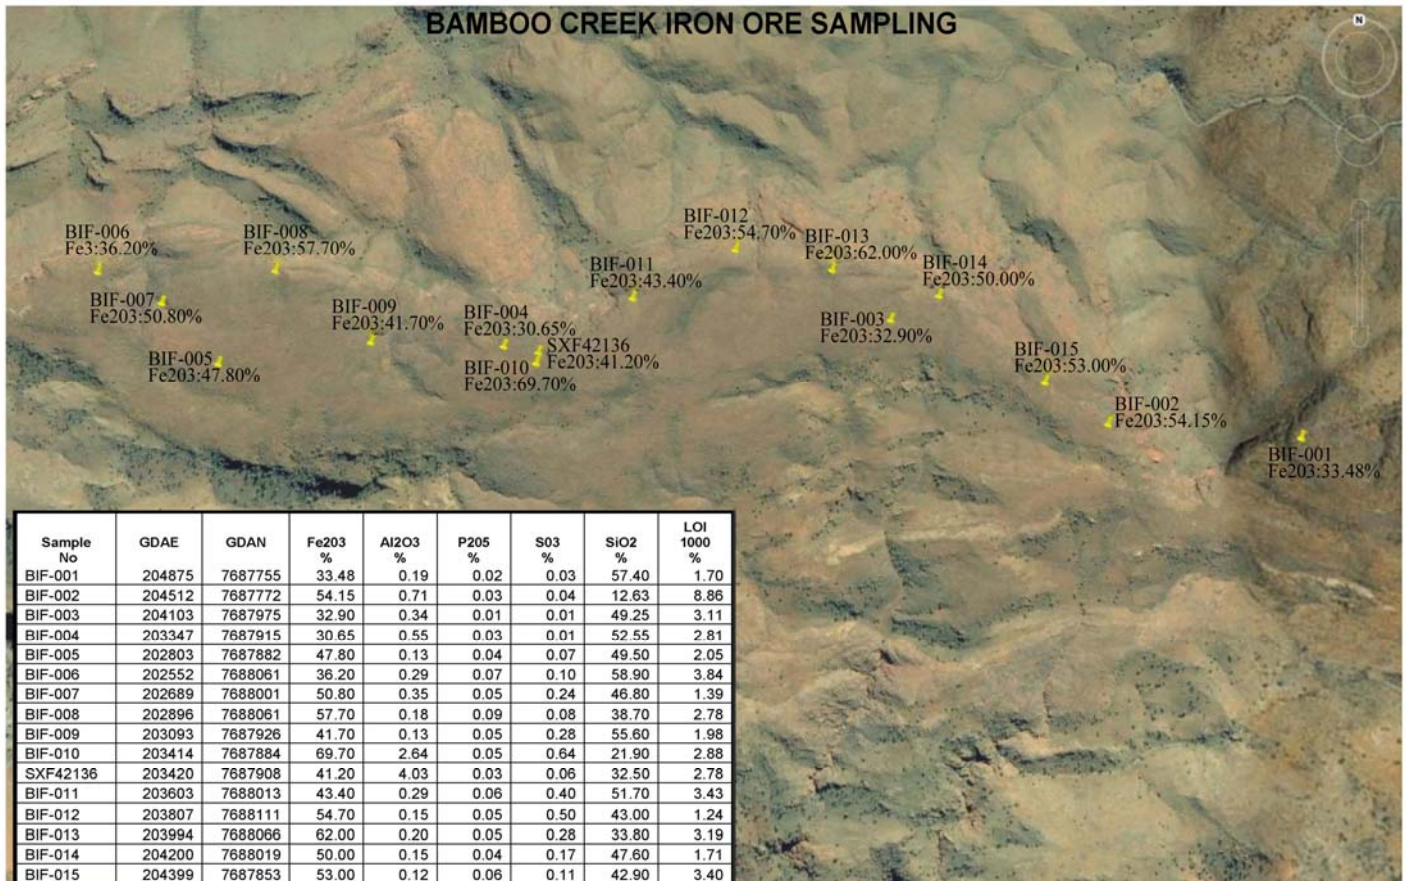 BAMBOO CREEK IRON ORE SAMPLING
N
BIF-006
Fe3:36.20%
BIF-008
Fe203:57.70%
BIF-012
Fe203:54.70%
BIF-013
Fe203:62.00%
BIF-011
Fe203:43.40%
BIF-014
Fe203:50.00%
BIF-007
Fe203:50.80%
BIF-009
Fe203:41.70%
BIF-004
Fe203:30.65%
BIF-003
Fe203:32.90%
SXF42136
Fe203:41.20%
BIF-005
Fe203:47.80%
BIF-010
Fe203:69.70%
BIF-015
Fe203:53.00%
BIF-002
Fe203:54.15%
BIF-001
Fe203:33.48%
Sample No GDAE GDAN Fe203 % Al2O3 % P205 % S03 % SiO2 % LOI 1000 %
BIF-001 204875 7687755 33.48 0.19 0.02 0.03 57.40 1.70
BIF-002 204512 7687772 54.15 0.71 0.03 0.04 12.63 8.86
BIF-003 204103 7687975 32.90 0.34 0.01 0.01 49.25 3.11
BIF-004 203347 7687915 30.65 0.55 0.03 0.01 52.55 2.81
BIF-005 202803 7687882 47.80 0.13 0.04 0.07 49.50 2.05
BIF-006 202552 7688061 36.20 0.29 0.07 0.10 58.90 3.84
BIF-007 202689 7688001 50.80 0.35 0.05 0.24 46.80 1.39
BIF-008 202896 7688061 57.70 0.18 0.09 0.08 38.70 2.78
BIF-009 203093 7687926 41.70 0.13 0.05 0.28 55.60 1.98
BIF-010 203414 7687884 69.70 2.64 0.05 0.64 21.90 2.88
SXF42136 203420 7687908 41.20 4.03 0.03 0.06 32.50 2.78
BIF-011 203603 7688013 43.40 0.29 0.06 0.40 51.70 3.43
BIF-012 203807 7688111 54.70 0.15 0.05 0.50 43.00 1.24
BIF-013 203994 7688066 62.00 0.20 0.05 0.28 33.80 3.19
BIF-014 204200 7688019 50.00 0.15 0.04 0.17 47.60 1.71
BIF-015 204399 7687853 53.00 0.12 0.06 0.11 42.90 3.40